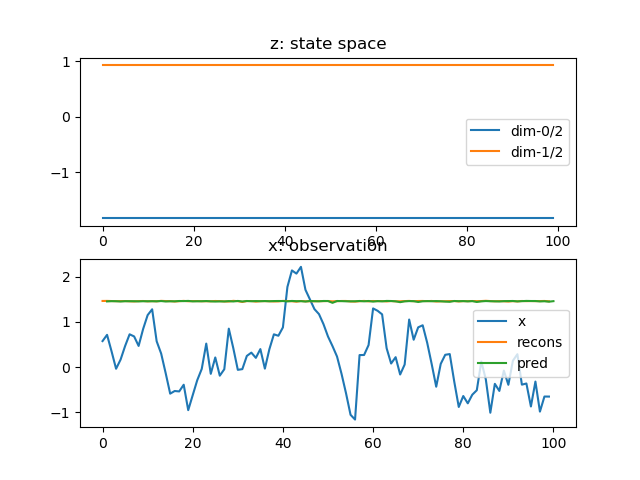 z: state space
1
0
−1
dim-0/2
dim-1/2
0 20 40 60 80 100
x: observation
2
1
0
−1
x
recons
pred
0 20 40 60 80 100